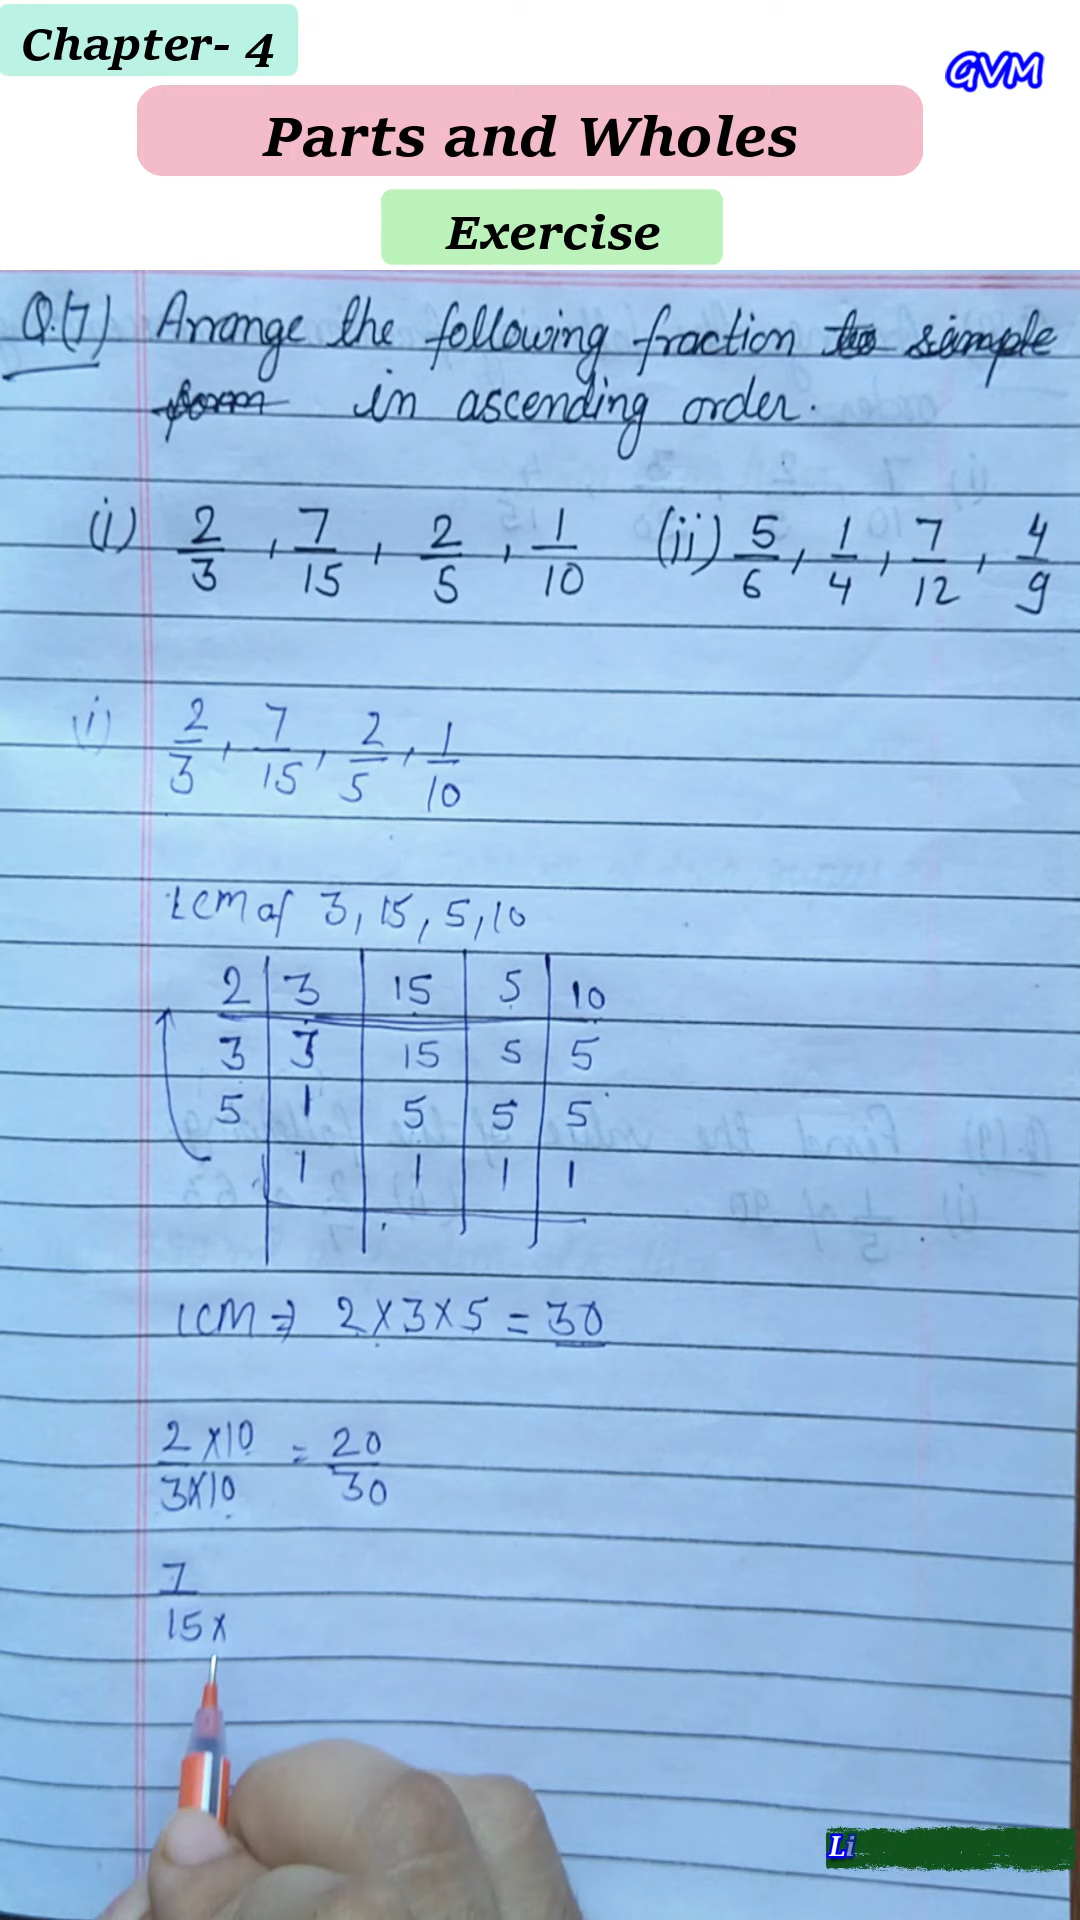 Chapter- 4
GVM
Parts and Wholes
Exercise
Q.(7) Arrange the following fraction to simple
form in ascending order.
(i) 2/3 , 7/15 , 2/5 , 1/10 (ii) 5/6 , 1/4 , 7/12 , 4/9
(i) 2/3 , 7/15 , 2/5 , 1/10
LCM of 3, 15, 5, 10
2 3 15 5 10
3 3 15 5 5
5 1 5 5 5
1 1 1 1
LCM ⇒ 2×3×5 = 30
2×10/3×10 = 20/30
7/15×
Li